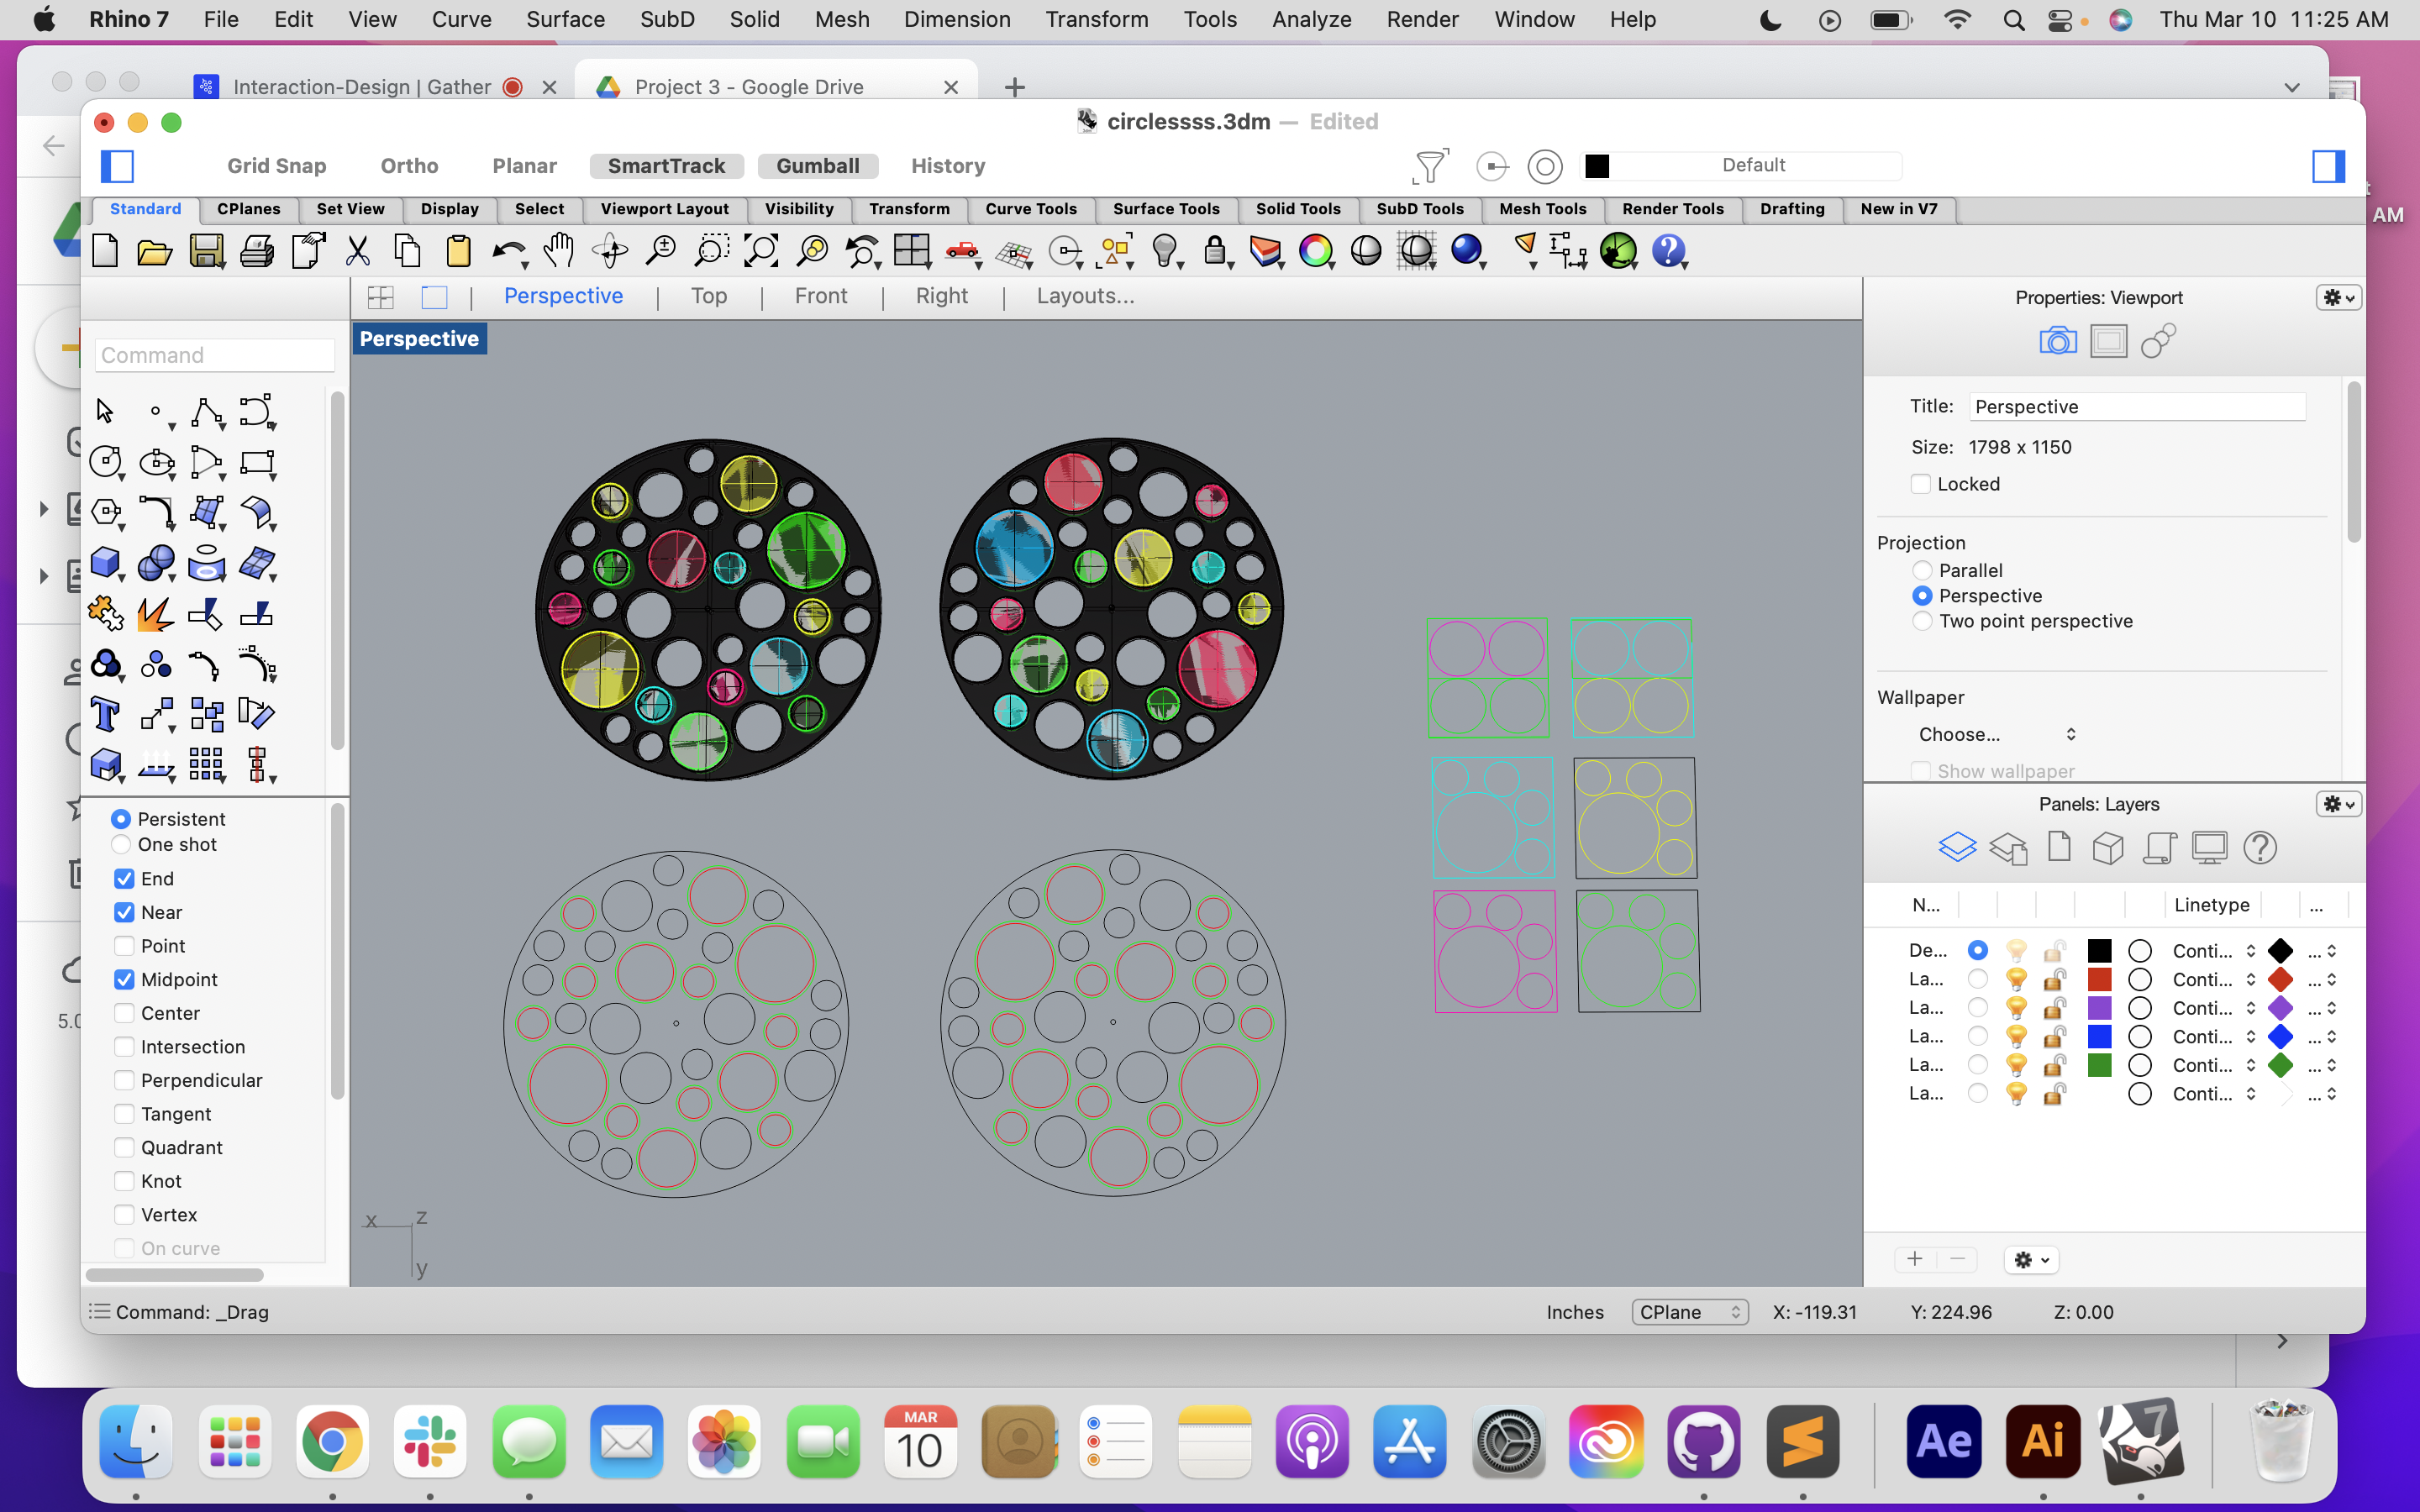 Rhino 7 File Edit View Curve Surface SubD Solid Mesh Dimension Transform Tools Analyze Render Window Help Thu Mar 10 11:25 AM
Interaction-Design | Gather Project 3 - Google Drive
circlessss.3dm — Edited
Grid Snap Ortho Planar SmartTrack Gumball History Default
AM
Standard CPlanes Set View Display Select Viewport Layout Visibility Transform Curve Tools Surface Tools Solid Tools SubD Tools Mesh Tools Render Tools Drafting New in V7
Perspective | Top | Front | Right | Layouts...
Perspective
Command
Persistent
One shot
End
Near
Point
Midpoint
Center
Intersection
Perpendicular
Tangent
Quadrant
Knot
Vertex
On curve
5.0
x z
y
Properties: Viewport
Title: Perspective
Size: 1798 x 1150
Locked
Projection
Parallel
Perspective
Two point perspective
Wallpaper
Choose...
Show wallpaper
Panels: Layers
N... Linetype ...
De... Conti... ...
La... Conti... ...
La... Conti... ...
La... Conti... ...
La... Conti... ...
La... Conti... ...
Command: _Drag Inches CPlane X: -119.31 Y: 224.96 Z: 0.00
MAR
10
Ae
Ai
7